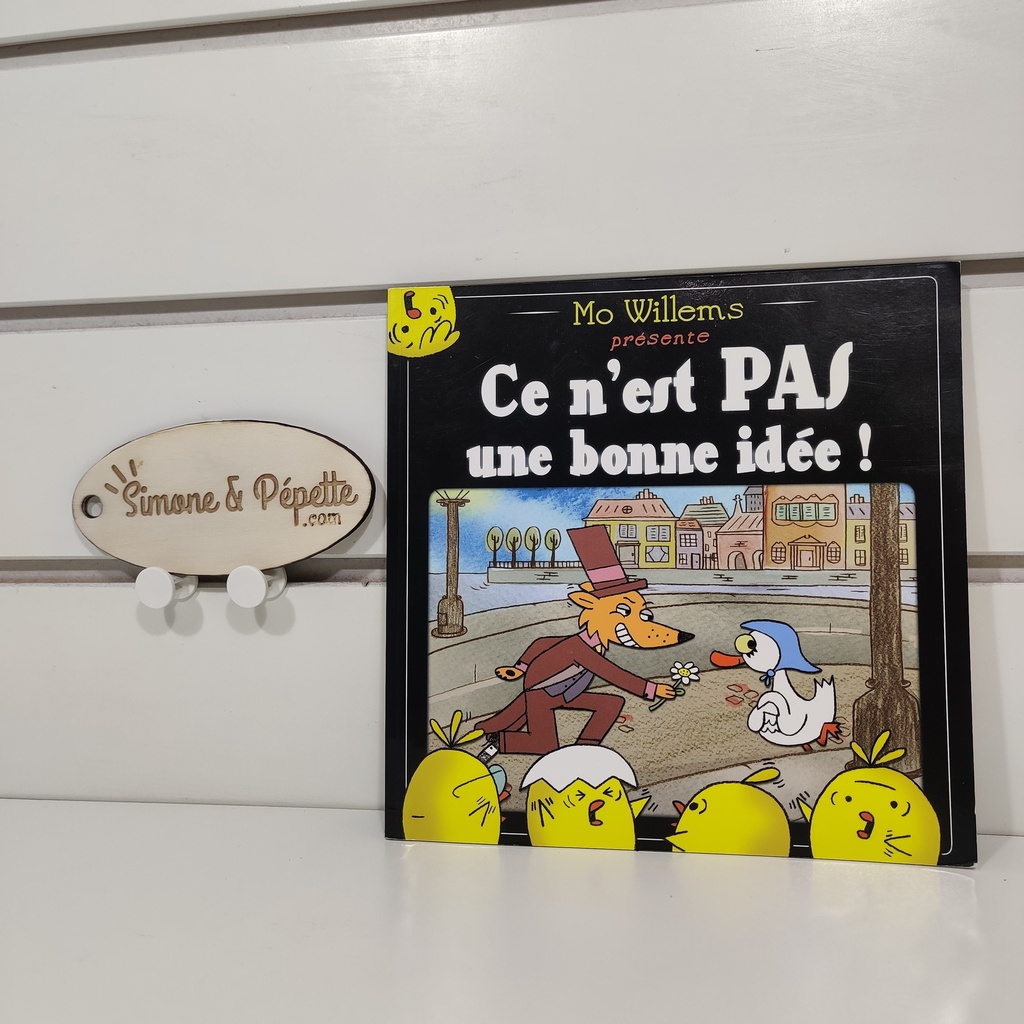 Simone & Pépette
.com
Mo Willems
présente
Ce n'est PAS
une bonne idée !